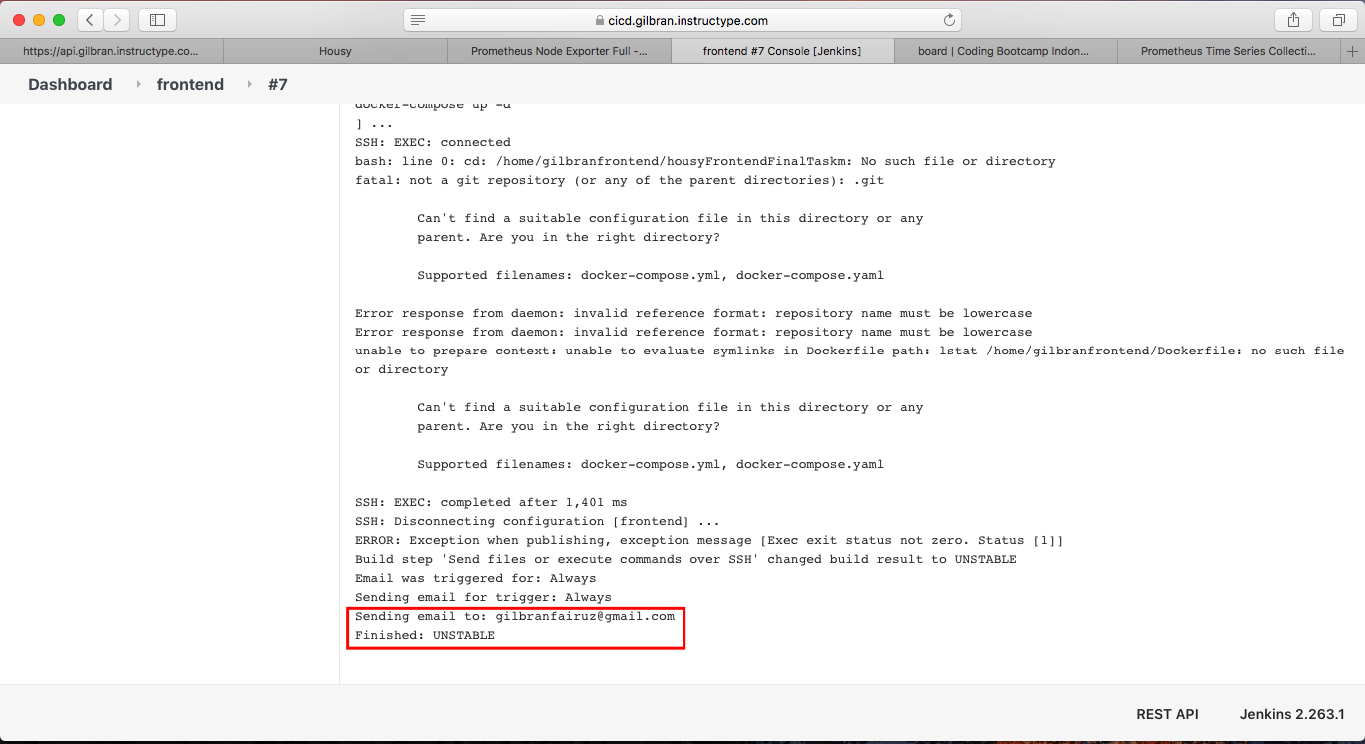 cicd.gilbran.instructype.com
https://api.gilbran.instructype.co...
Housy
Prometheus Node Exporter Full -...
frontend #7 Console [Jenkins]
board | Coding Bootcamp Indon...
Prometheus Time Series Collecti...
Dashboard
frontend
#7
docker-compose up -d
] ...
SSH: EXEC: connected
bash: line 0: cd: /home/gilbranfrontend/housyFrontendFinalTaskm: No such file or directory
fatal: not a git repository (or any of the parent directories): .git
Can't find a suitable configuration file in this directory or any
parent. Are you in the right directory?
Supported filenames: docker-compose.yml, docker-compose.yaml
Error response from daemon: invalid reference format: repository name must be lowercase
Error response from daemon: invalid reference format: repository name must be lowercase
unable to prepare context: unable to evaluate symlinks in Dockerfile path: lstat /home/gilbranfrontend/Dockerfile: no such file
or directory
Can't find a suitable configuration file in this directory or any
parent. Are you in the right directory?
Supported filenames: docker-compose.yml, docker-compose.yaml
SSH: EXEC: completed after 1,401 ms
SSH: Disconnecting configuration [frontend] ...
ERROR: Exception when publishing, exception message [Exec exit status not zero. Status [1]]
Build step 'Send files or execute commands over SSH' changed build result to UNSTABLE
Email was triggered for: Always
Sending email for trigger: Always
Sending email to: gilbranfairuz@gmail.com
Finished: UNSTABLE
REST API
Jenkins 2.263.1